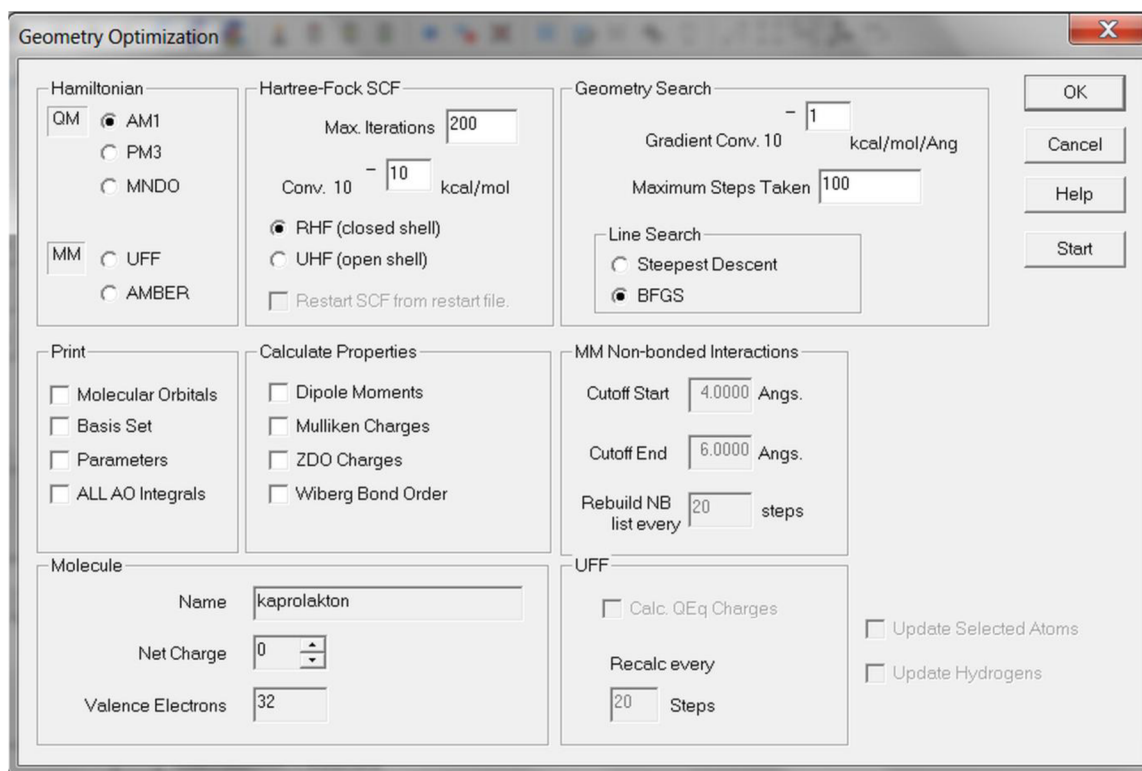 Geometry Optimization
Hamiltonian
QM
AM1
PM3
MNDO
MM
UFF
AMBER
Hartree-Fock SCF
Max. Iterations 200
Conv. 10 - 10 kcal/mol
RHF (closed shell)
UHF (open shell)
Restart SCF from restart file.
Geometry Search
Gradient Conv. 10 - 1 kcal/mol/Ang
Maximum Steps Taken 100
Line Search
Steepest Descent
BFGS
OK
Cancel
Help
Start
Print
Molecular Orbitals
Basis Set
Parameters
ALL AO Integrals
Calculate Properties
Dipole Moments
Mulliken Charges
ZDO Charges
Wiberg Bond Order
MM Non-bonded Interactions
Cutoff Start 4.0000 Angs.
Cutoff End 6.0000 Angs.
Rebuild NB
list every 20 steps
Molecule
Name kaprolakton
Net Charge 0
Valence Electrons 32
UFF
Calc. QEq Charges
Recalc every
20 Steps
Update Selected Atoms
Update Hydrogens